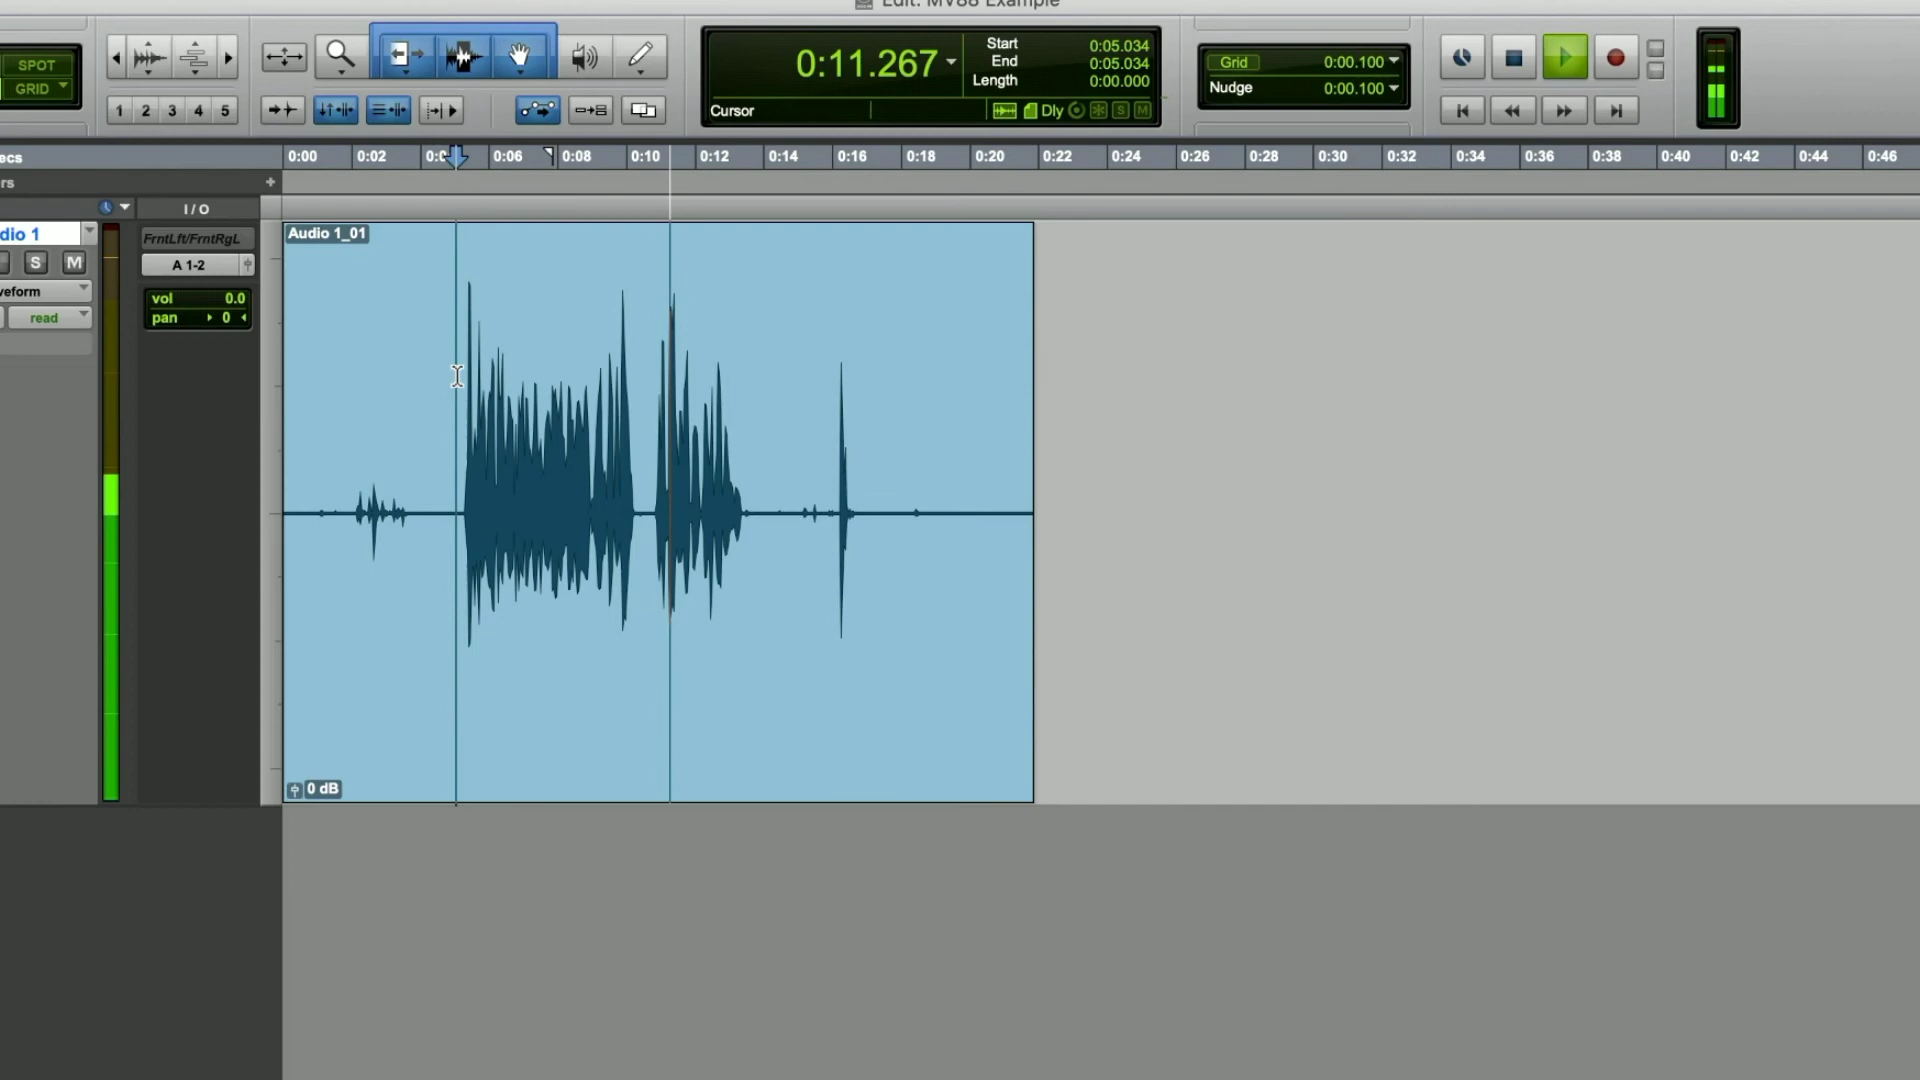 Edit: MV88 Example
SPOT
GRID
1 2 3 4 5
0:11.267
Start 0:05.034
End 0:05.034
Length 0:00.000
Cursor
Dly S M
Grid 0:00.100
Nudge 0:00.100
ecs
0:00 0:02 0:0 0:06 0:08 0:10 0:12 0:14 0:16 0:18 0:20 0:22 0:24 0:26 0:28 0:30 0:32 0:34 0:36 0:38 0:40 0:42 0:44 0:46
rs +
I/O
dio 1
S M
veform
read
FrntLft/FrntRgL
A 1-2
vol 0.0
pan 0
Audio 1_01
0 dB